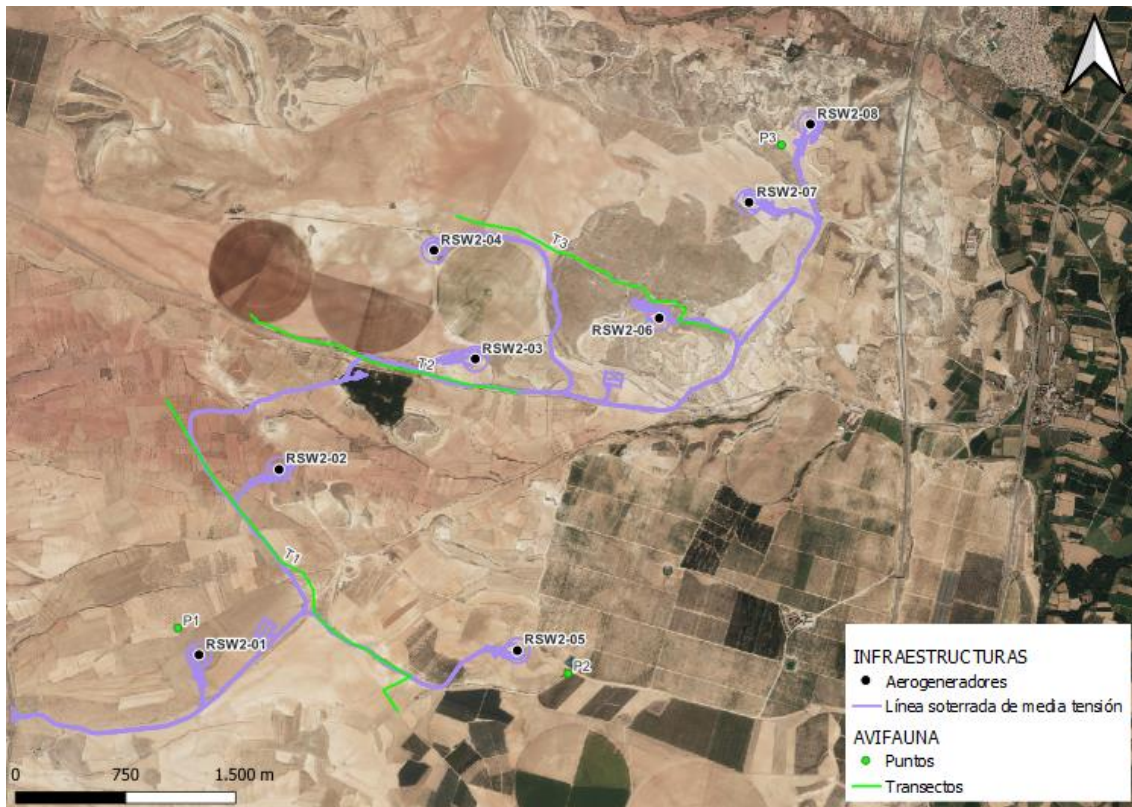 RSW2-08
P3
RSW2-07
RSW2-04
T3
RSW2-06
RSW2-03
T2
RSW2-02
T1
P1
RSW2-01
RSW2-05
P2
INFRAESTRUCTURAS
Aerogeneradores
Línea soterrada de media tensión
AVIFAUNA
Puntos
Transectos
0 750 1.500 m